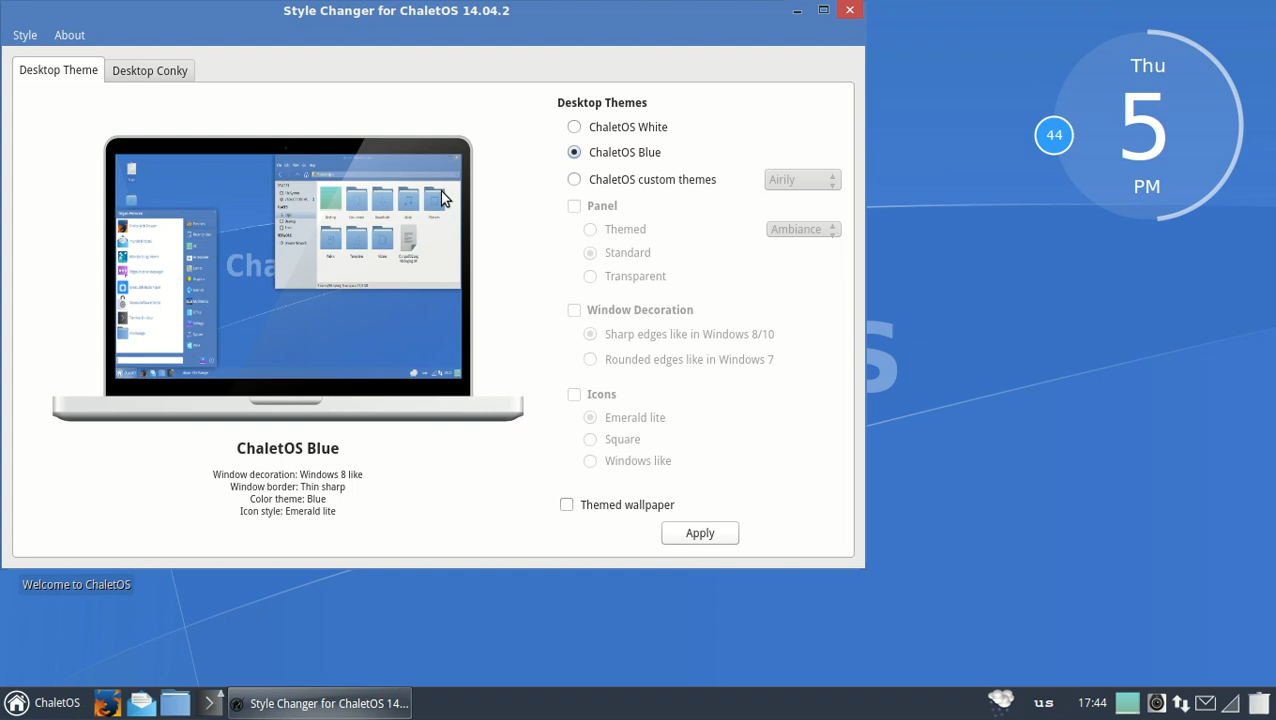 Style Changer for ChaletOS 14.04.2
Style About
Desktop Theme Desktop Conky
Desktop Themes
ChaletOS White
ChaletOS Blue
ChaletOS custom themes Airily
Panel
Themed Ambiance
Standard
Transparent
Window Decoration
Sharp edges like in Windows 8/10
Rounded edges like in Windows 7
Icons
Emerald lite
Square
Windows like
Themed wallpaper
Apply
ChaletOS Blue
Window decoration: Windows 8 like
Window border: Thin sharp
Color theme: Blue
Icon style: Emerald lite
Thu
5
44
PM
S
Welcome to ChaletOS
ChaletOS
Style Changer for ChaletOS 14...
us
17:44